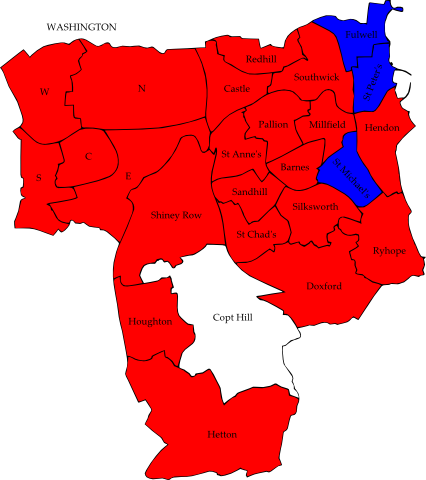 WASHINGTON
Fulwell
Redhill
St Peter's
Southwick
W
N
Castle
Pallion
Millfield
Hendon
St Anne's
C
Barnes
St Michael's
S
E
Sandhill
Silksworth
Shiney Row
St Chad's
Ryhope
Doxford
Houghton
Copt Hill
Hetton